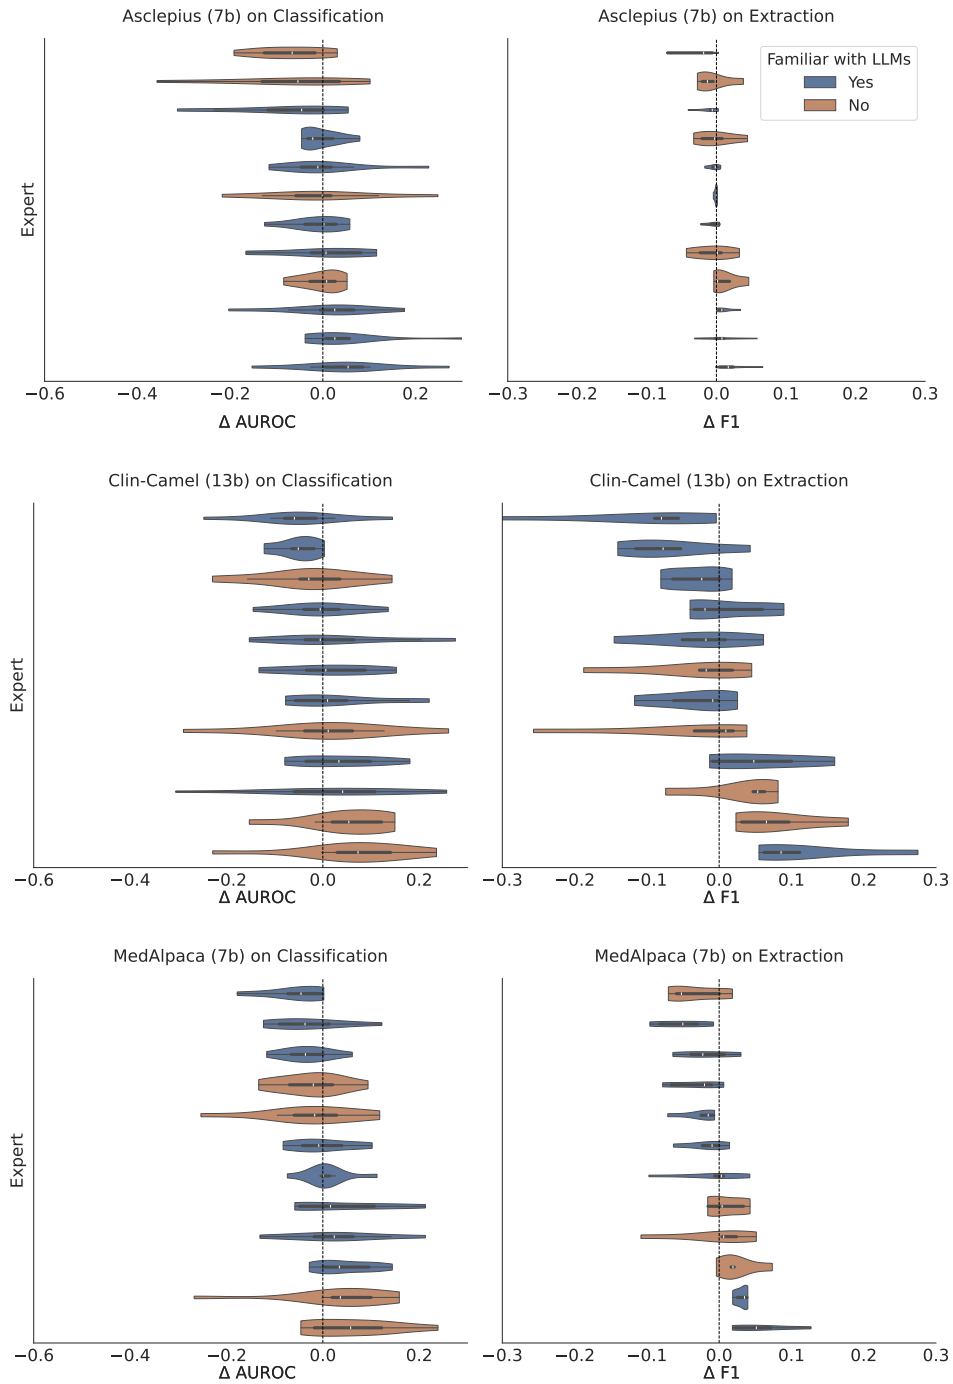 Asclepius (7b) on Classification
Asclepius (7b) on Extraction
Familiar with LLMs
Yes
No
Expert
−0.6 −0.4 −0.2 0.0 0.2
−0.3 −0.2 −0.1 0.0 0.1 0.2 0.3
Δ AUROC
Δ F1
Clin-Camel (13b) on Classification
Clin-Camel (13b) on Extraction
Expert
−0.6 −0.4 −0.2 0.0 0.2
−0.3 −0.2 −0.1 0.0 0.1 0.2 0.3
Δ AUROC
Δ F1
MedAlpaca (7b) on Classification
MedAlpaca (7b) on Extraction
Expert
−0.6 −0.4 −0.2 0.0 0.2
−0.3 −0.2 −0.1 0.0 0.1 0.2 0.3
Δ AUROC
Δ F1